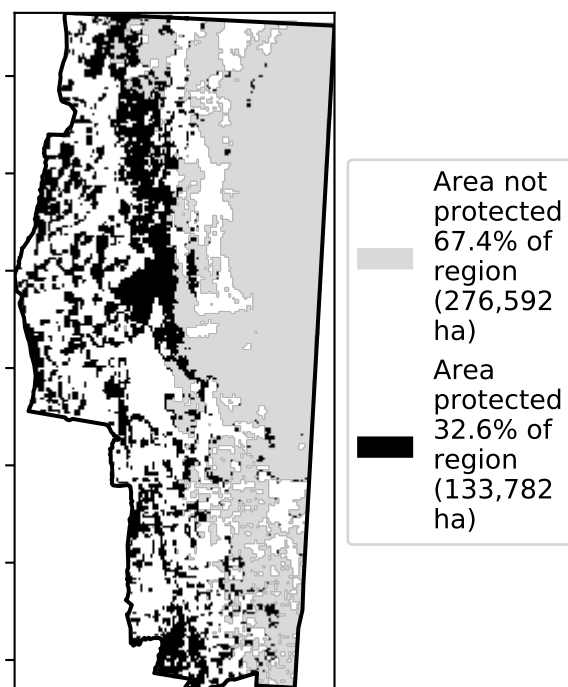 Area not
protected
67.4% of
region
(276,592
ha)
Area
protected
32.6% of
region
(133,782
ha)